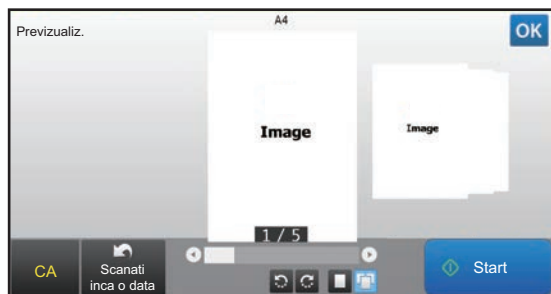 A4
Previzualiz.
OK
Image
Image
1 / 5
CA
Scanati
inca o data
Start